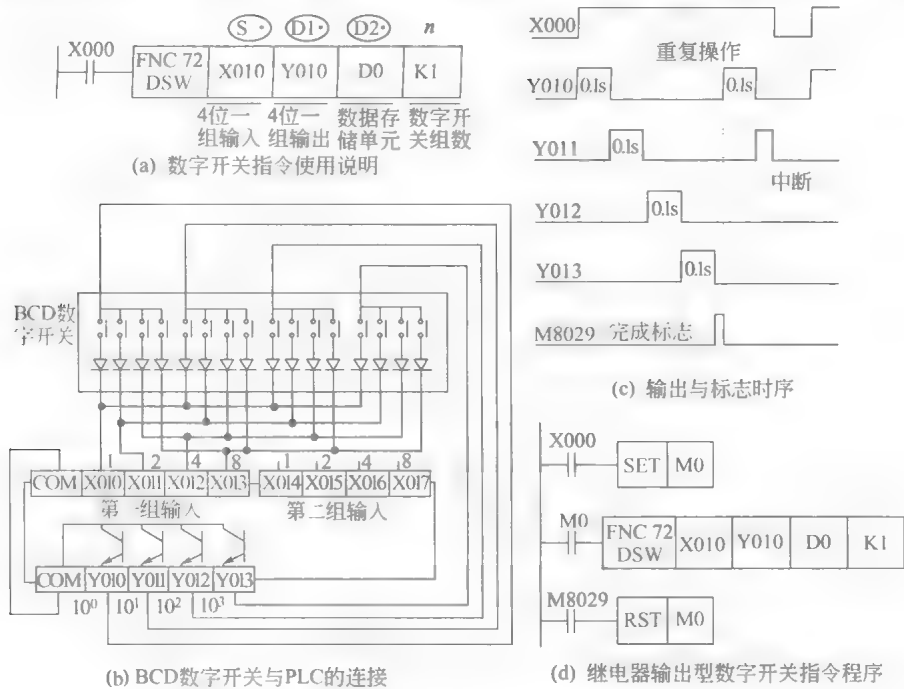 S· D1· D2· n
X000
FNC 72 DSW X010 Y010 D0 K1
4位一组输入 4位一组输出 数据存储单元 数字开关组数
(a) 数字开关指令使用说明
BCD数字开关
1 2 4 8 1 2 4 8
COM X010 X011 X012 X013 X014 X015 X016 X017
第一组输入 第二组输入
COM Y010 Y011 Y012 Y013
10⁰ 10¹ 10² 10³
(b) BCD数字开关与PLC的连接
X000
重复操作
Y010 0.1s 0.1s
Y011 0.1s
中断
Y012 0.1s
Y013 0.1s
M8029 完成标志
(c) 输出与标志时序
X000
SET M0
M0
FNC 72 DSW X010 Y010 D0 K1
M8029
RST M0
(d) 继电器输出型数字开关指令程序